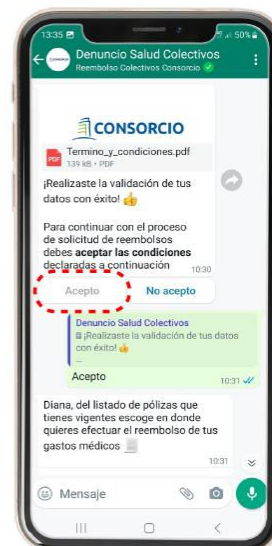 13:35
50%
Denuncio Salud Colectivos
Reembolso Colectivos Consorcio
CONSORCIO
PDF
Termino_y_condiciones.pdf
139 kB • PDF
¡Realizaste la validación de tus
datos con éxito! 👍
Para continuar con el proceso
de solicitud de reembolsos
debes aceptar las condiciones
declaradas a continuación
10:30
Acepto
No acepto
Denuncio Salud Colectivos
¡Realizaste la validación de tus datos
con éxito! 👍
...
Acepto
10:31
Diana, del listado de pólizas que
tienes vigentes escoge en donde
quieres efectuar el reembolso de tus
gastos médicos
10:31
Mensaje